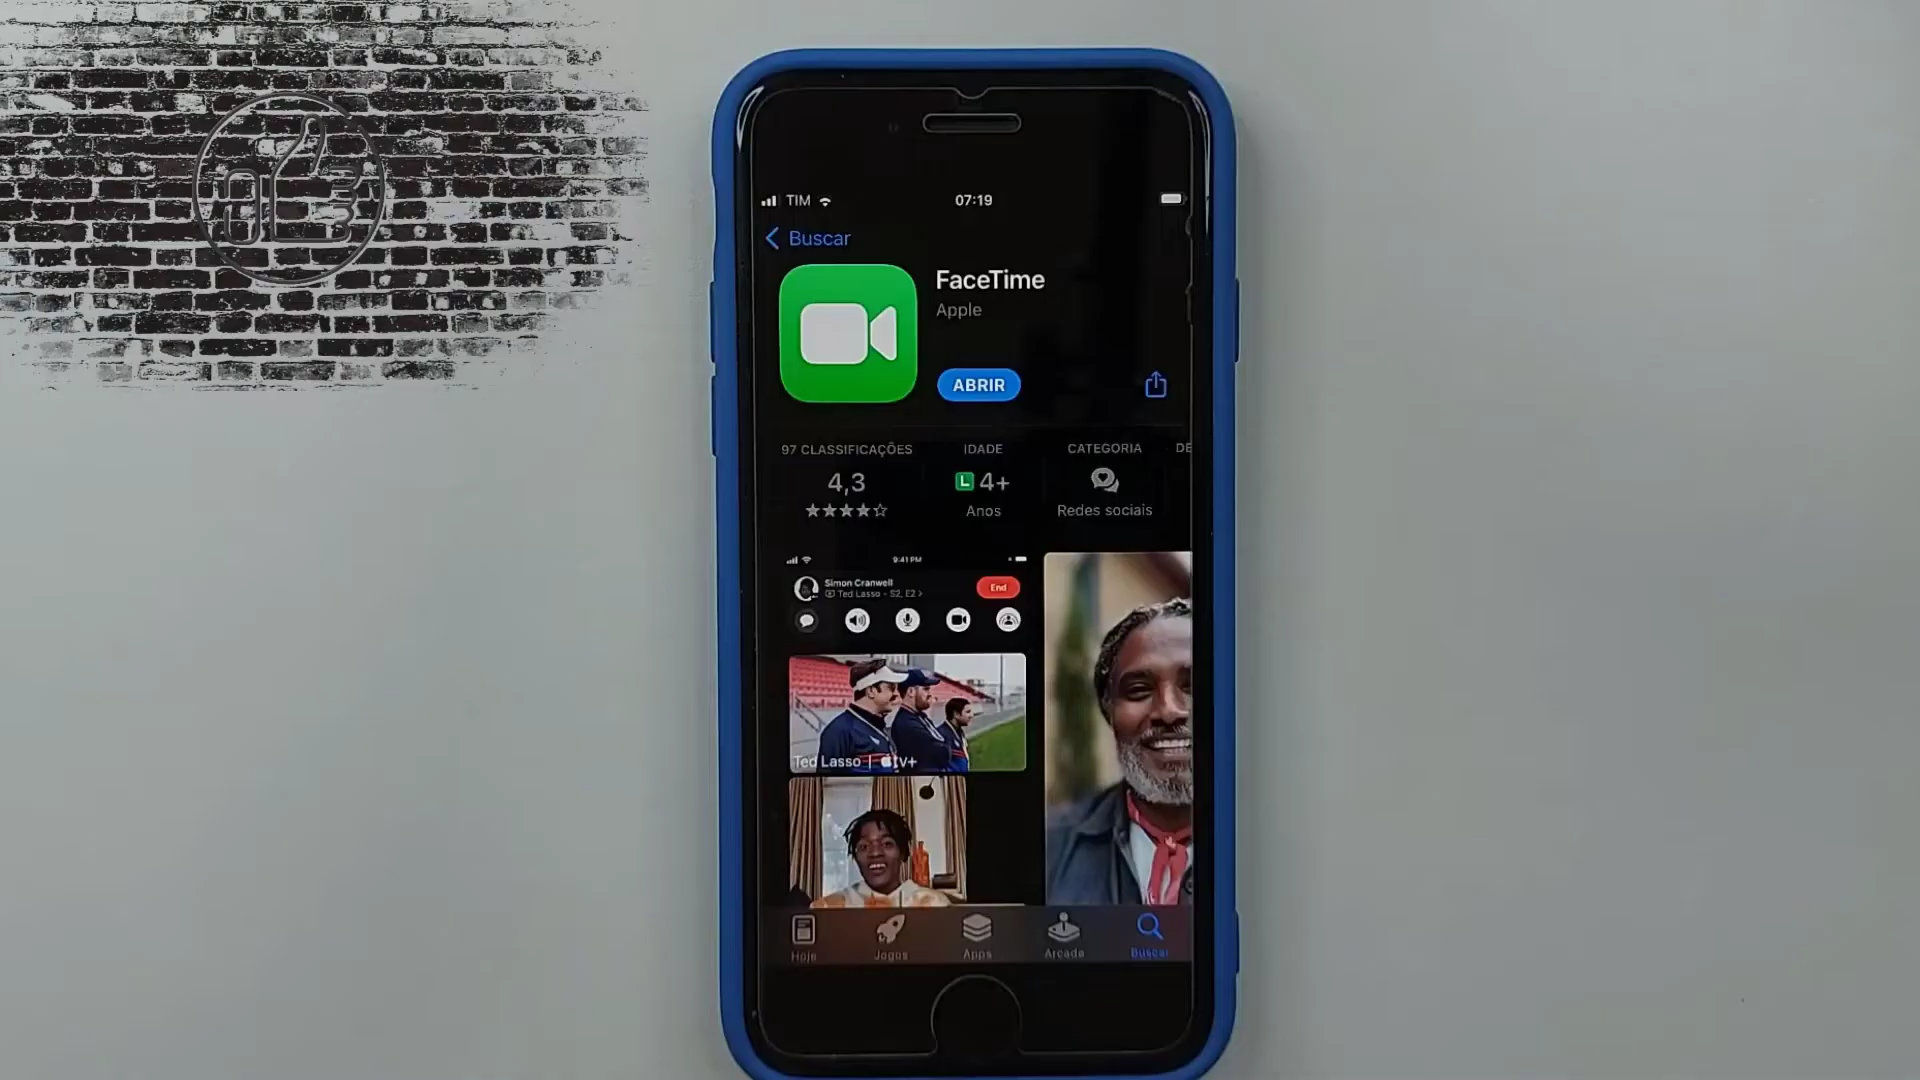 TIM 07:19
Buscar
FaceTime
Apple
ABRIR
97 CLASSIFICAÇÕES IDADE CATEGORIA DE
4,3 L 4+
Anos Redes sociais
9:41 PM
Simon Cranwell End
Ted Lasso - S2, E2 >
Ted Lasso | tv+
Hoje Jogos Apps Arcade Buscar